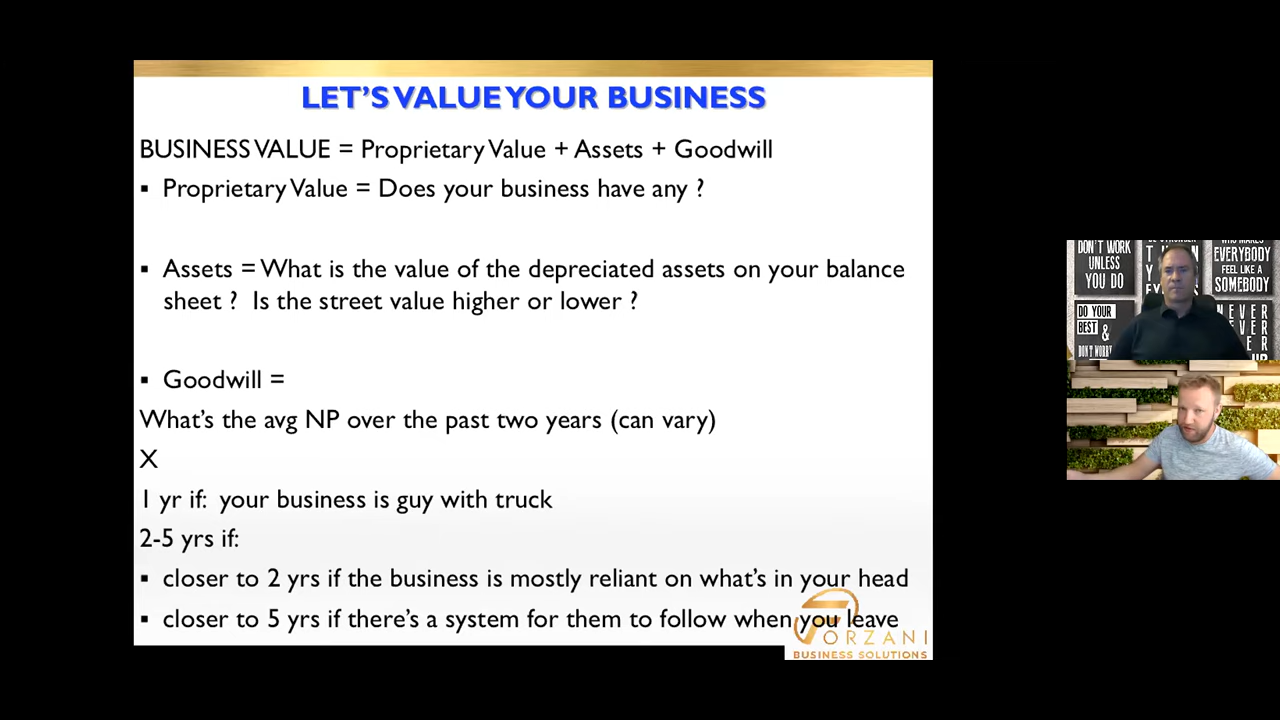 LET'S VALUE YOUR BUSINESS
BUSINESS VALUE = Proprietary Value + Assets + Goodwill
▪ Proprietary Value = Does your business have any ?
▪ Assets = What is the value of the depreciated assets on your balance
sheet ? Is the street value higher or lower ?
▪ Goodwill =
What's the avg NP over the past two years (can vary)
X
1 yr if: your business is guy with truck
2-5 yrs if:
▪ closer to 2 yrs if the business is mostly reliant on what's in your head
▪ closer to 5 yrs if there's a system for them to follow when you leave
FORZANI
BUSINESS SOLUTIONS
DON'T WORK
UNLESS
YOU DO
DO YOUR
BEST &
DON'T WORRY
EVERYBODY
FEEL LIKE A
SOMEBODY